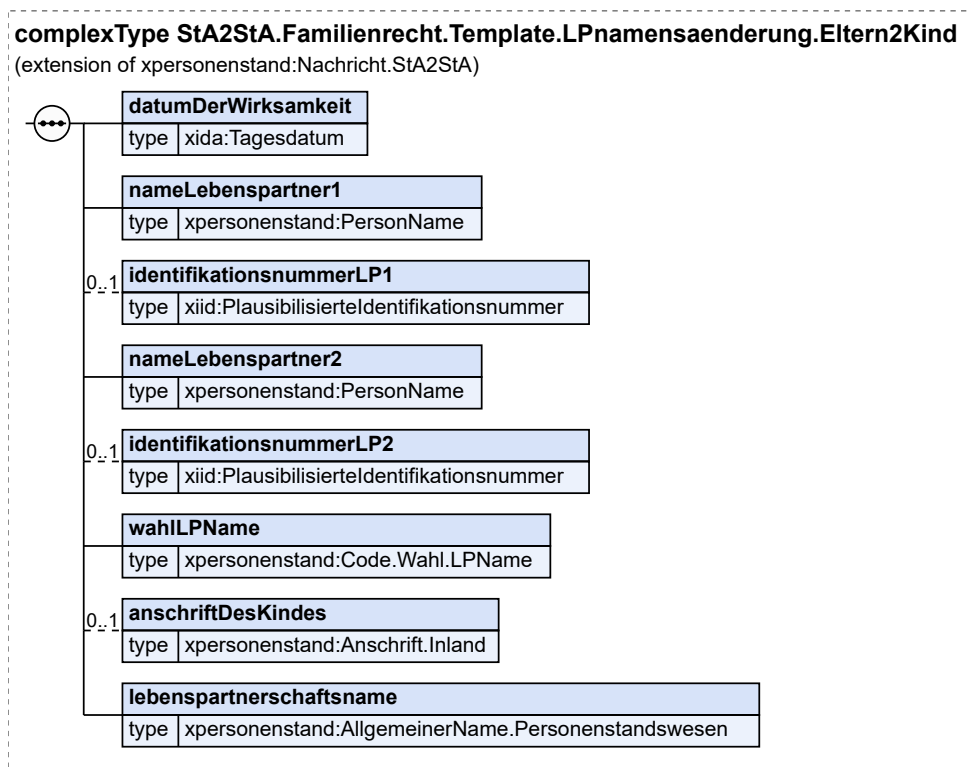 complexType StA2StA.Familienrecht.Template.LPnamensaenderung.Eltern2Kind
(extension of xpersonenstand:Nachricht.StA2StA)
datumDerWirksamkeit
type xida:Tagesdatum
nameLebenspartner1
type xpersonenstand:PersonName
0..1 identifikationsnummerLP1
type xiid:PlausibilisierteIdentifikationsnummer
nameLebenspartner2
type xpersonenstand:PersonName
0..1 identifikationsnummerLP2
type xiid:PlausibilisierteIdentifikationsnummer
wahlLPName
type xpersonenstand:Code.Wahl.LPName
0..1 anschriftDesKindes
type xpersonenstand:Anschrift.Inland
lebenspartnerschaftsname
type xpersonenstand:AllgemeinerName.Personenstandswesen